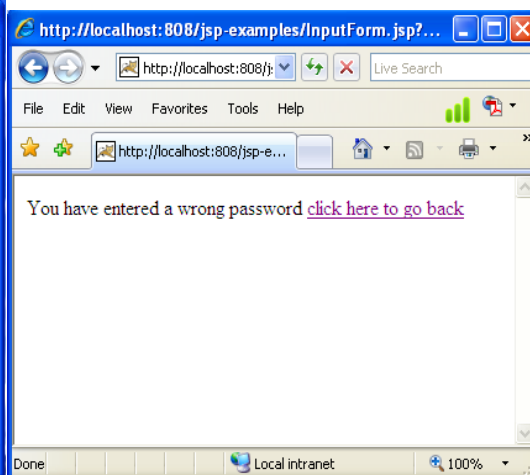 http://localhost:808/jsp-examples/InputForm.jsp?...
http://localhost:808/j: Live Search
File Edit View Favorites Tools Help
http://localhost:808/jsp-e...
You have entered a wrong password click here to go back
Done Local intranet 100%